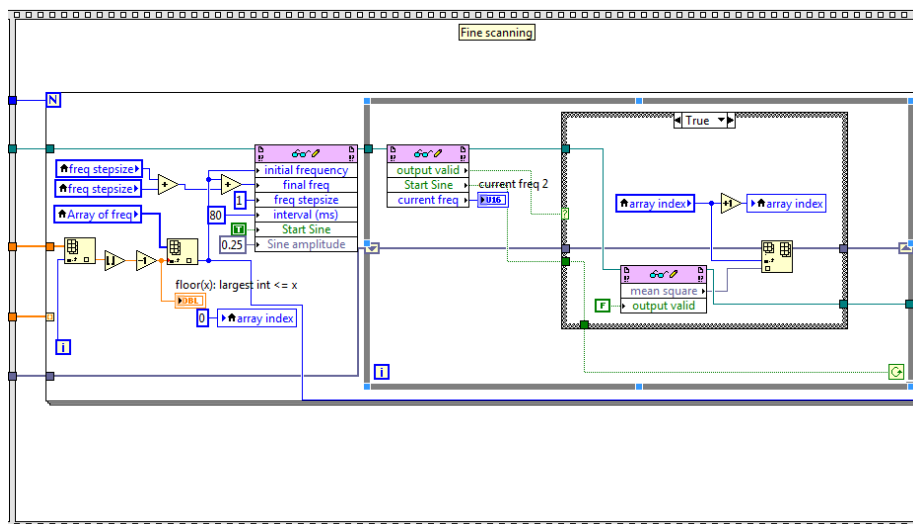 Fine scanning
N
True
freq stepsize
freq stepsize
Array of freq
initial frequency
final freq
1
freq stepsize
80
interval (ms)
T
Start Sine
0.25
Sine amplitude
output valid
Start Sine
current freq
current freq 2
U16
?
array index
+1
array index
-1
floor(x): largest int <= x
DBL
0
array index
mean square
F
output valid
i
i